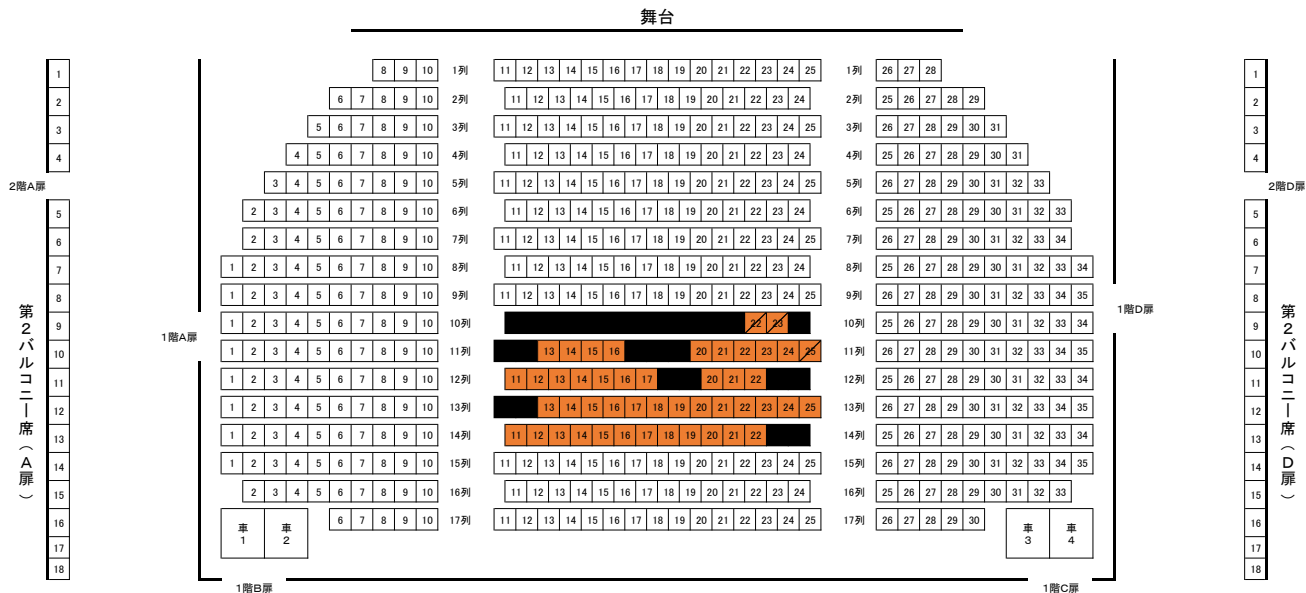 舞台
8 9 10 1列 11 12 13 14 15 16 17 18 19 20 21 22 23 24 25 1列 26 27 28
6 7 8 9 10 2列 11 12 13 14 15 16 17 18 19 20 21 22 23 24 2列 25 26 27 28 29
5 6 7 8 9 10 3列 11 12 13 14 15 16 17 18 19 20 21 22 23 24 25 3列 26 27 28 29 30 31
4 5 6 7 8 9 10 4列 11 12 13 14 15 16 17 18 19 20 21 22 23 24 4列 25 26 27 28 29 30 31
3 4 5 6 7 8 9 10 5列 11 12 13 14 15 16 17 18 19 20 21 22 23 24 25 5列 26 27 28 29 30 31 32 33
2 3 4 5 6 7 8 9 10 6列 11 12 13 14 15 16 17 18 19 20 21 22 23 24 6列 25 26 27 28 29 30 31 32 33
2 3 4 5 6 7 8 9 10 7列 11 12 13 14 15 16 17 18 19 20 21 22 23 24 25 7列 26 27 28 29 30 31 32 33 34
1 2 3 4 5 6 7 8 9 10 8列 11 12 13 14 15 16 17 18 19 20 21 22 23 24 8列 25 26 27 28 29 30 31 32 33 34
1 2 3 4 5 6 7 8 9 10 9列 11 12 13 14 15 16 17 18 19 20 21 22 23 24 25 9列 26 27 28 29 30 31 32 33 34 35
1 2 3 4 5 6 7 8 9 10 10列 22 23 10列 25 26 27 28 29 30 31 32 33 34
1 2 3 4 5 6 7 8 9 10 11列 13 14 15 16 20 21 22 23 24 25 11列 26 27 28 29 30 31 32 33 34 35
1 2 3 4 5 6 7 8 9 10 12列 11 12 13 14 15 16 17 20 21 22 12列 25 26 27 28 29 30 31 32 33 34
1 2 3 4 5 6 7 8 9 10 13列 13 14 15 16 17 18 19 20 21 22 23 24 25 13列 26 27 28 29 30 31 32 33 34 35
1 2 3 4 5 6 7 8 9 10 14列 11 12 13 14 15 16 17 18 19 20 21 22 14列 25 26 27 28 29 30 31 32 33 34
1 2 3 4 5 6 7 8 9 10 15列 11 12 13 14 15 16 17 18 19 20 21 22 23 24 25 15列 26 27 28 29 30 31 32 33 34 35
2 3 4 5 6 7 8 9 10 16列 11 12 13 14 15 16 17 18 19 20 21 22 23 24 16列 25 26 27 28 29 30 31 32 33
車1 車2 6 7 8 9 10 17列 11 12 13 14 15 16 17 18 19 20 21 22 23 24 25 17列 26 27 28 29 30 車3 車4
1階A扉
1階D扉
1階B扉
1階C扉
2階A扉
第2バルコニー席(A扉)
1
2
3
4
5
6
7
8
9
10
11
12
13
14
15
16
17
18
2階D扉
第2バルコニー席(D扉)
1
2
3
4
5
6
7
8
9
10
11
12
13
14
15
16
17
18